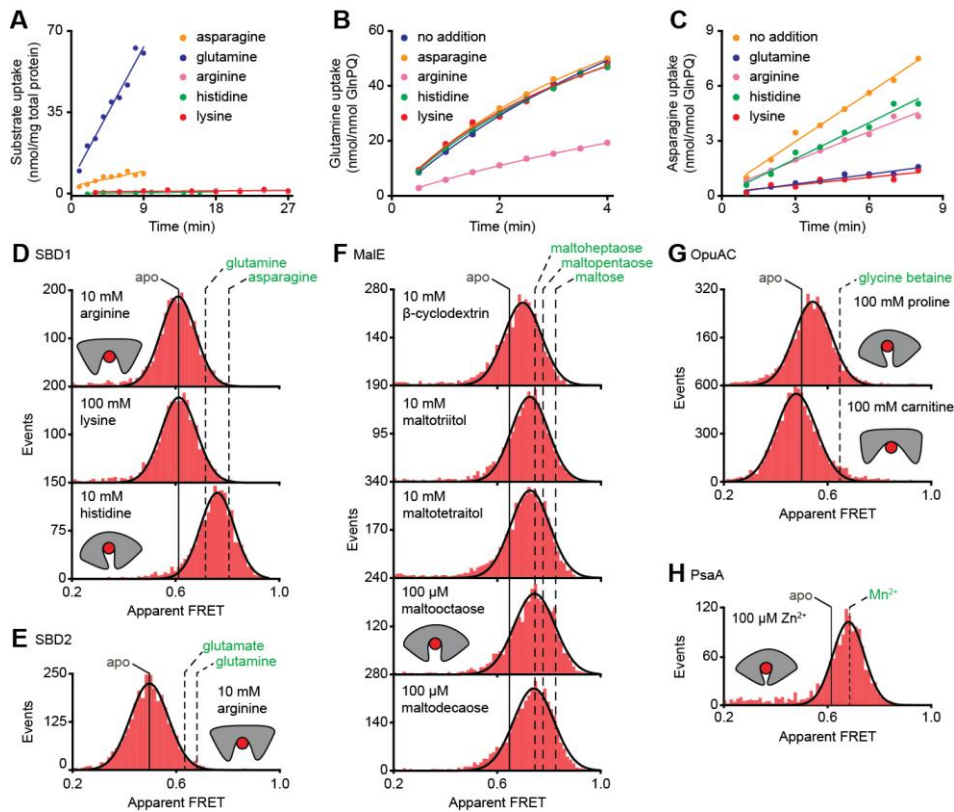 A
Substrate uptake
(nmol/mg total protein)
70
35
0
0
9
18
27
Time (min)
asparagine
glutamine
arginine
histidine
lysine
B
Glutamine uptake
(nmol/nmol GlnPQ)
60
40
20
0
0
2
4
Time (min)
no addition
asparagine
arginine
histidine
lysine
C
Asparagine uptake
(nmol/nmol GlnPQ)
9
6
3
0
0
3
6
9
Time (min)
no addition
glutamine
arginine
histidine
lysine
D SBD1
apo
glutamine
asparagine
200
100
200
10 mM
arginine
Events
100
150
100 mM
lysine
75
0
10 mM
histidine
0.2 0.6 1.0
Apparent FRET
E SBD2
apo
glutamate
glutamine
Events
250
125
0
10 mM
arginine
0.2 0.6 1.0
Apparent FRET
F MalE
apo
maltoheptaose
maltopentaose
maltose
280
140
190
10 mM
β-cyclodextrin
95
340
10 mM
maltotriitol
Events
170
240
10 mM
maltotetraitol
120
280
100 µM
maltooctaose
140
0
100 µM
maltodecaose
0.2 0.6 1.0
Apparent FRET
G OpuAC
apo
glycine betaine
320
160
600
100 mM proline
Events
300
0
100 mM carnitine
0.2 0.6 1.0
Apparent FRET
H PsaA
apo
Mn²⁺
100 µM Zn²⁺
Events
120
60
0
0.2 0.6 1.0
Apparent FRET